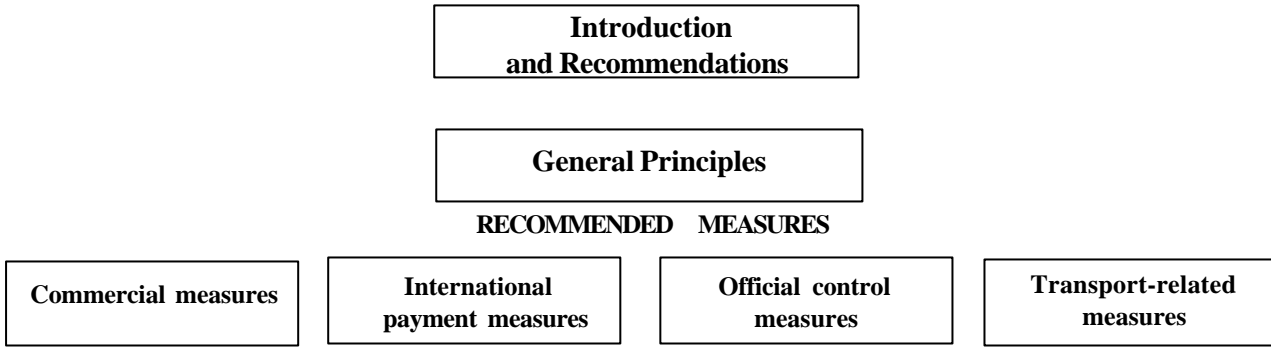 Introduction
and Recommendations
General Principles
RECOMMENDED MEASURES
Commercial measures
International
payment measures
Official control
measures
Transport-related
measures